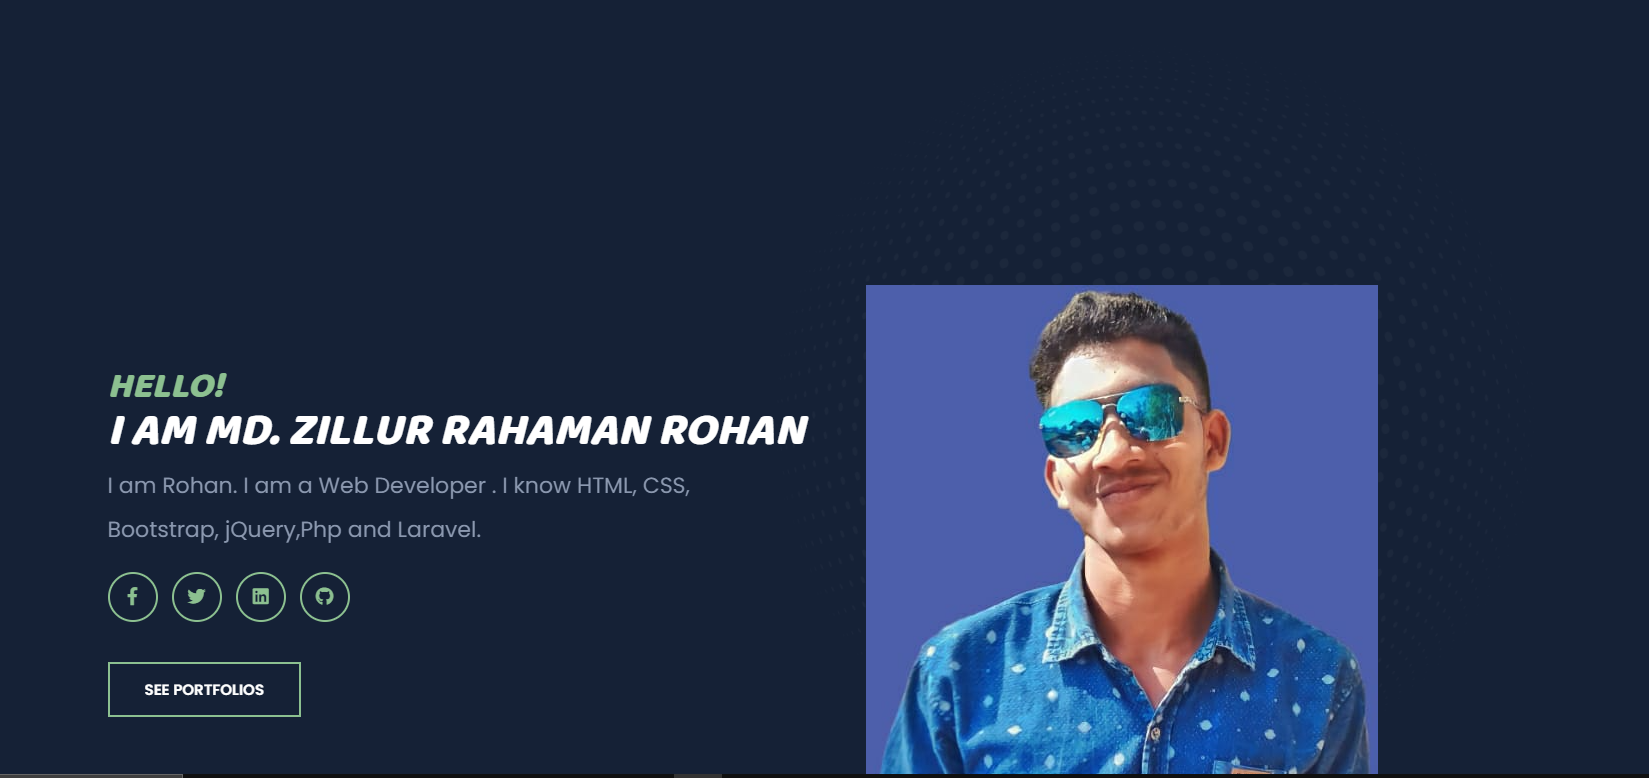 HELLO!
I AM MD. ZILLUR RAHAMAN ROHAN
I am Rohan. I am a Web Developer . I know HTML, CSS,
Bootstrap, jQuery,Php and Laravel.
SEE PORTFOLIOS